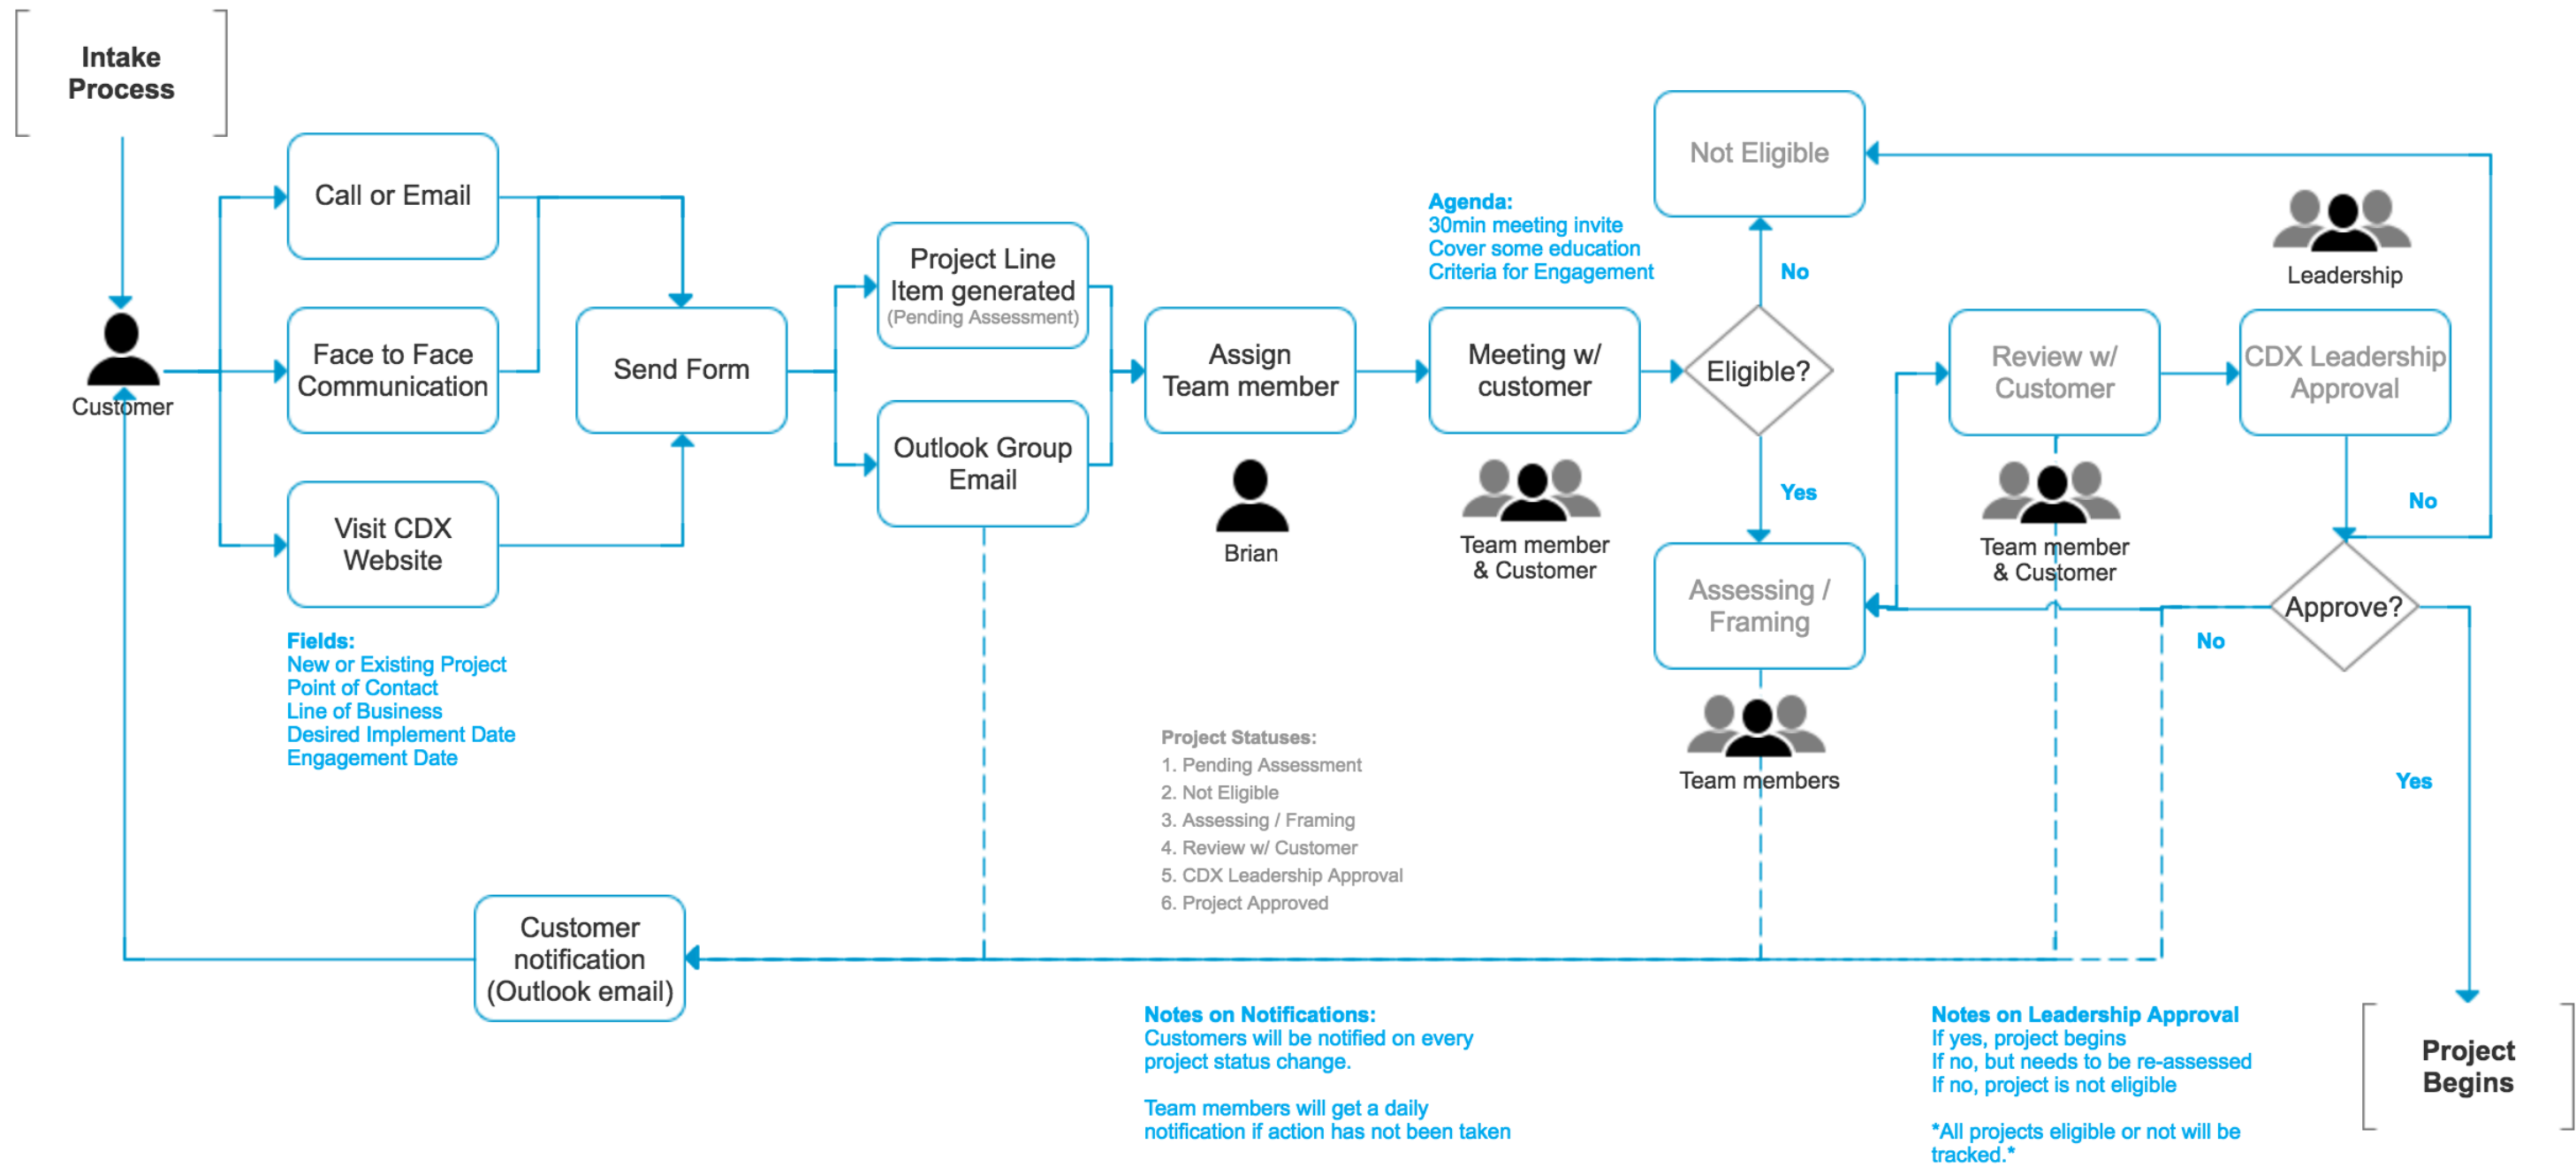 Intake
Process
Customer
Call or Email
Face to Face
Communication
Visit CDX
Website
Fields:
New or Existing Project
Point of Contact
Line of Business
Desired Implement Date
Engagement Date
Send Form
Project Line
Item generated
(Pending Assessment)
Outlook Group
Email
Assign
Team member
Brian
Agenda:
30min meeting invite
Cover some education
Criteria for Engagement
Meeting w/
customer
Team member
& Customer
Not Eligible
No
Eligible?
Yes
Assessing /
Framing
Team members
Review w/
Customer
Team member
& Customer
Leadership
CDX Leadership
Approval
No
Approve?
No
Yes
Project Statuses:
1. Pending Assessment
2. Not Eligible
3. Assessing / Framing
4. Review w/ Customer
5. CDX Leadership Approval
6. Project Approved
Customer
notification
(Outlook email)
Notes on Notifications:
Customers will be notified on every
project status change.
Team members will get a daily
notification if action has not been taken
Notes on Leadership Approval
If yes, project begins
If no, but needs to be re-assessed
If no, project is not eligible
*All projects eligible or not will be
tracked.*
Project
Begins